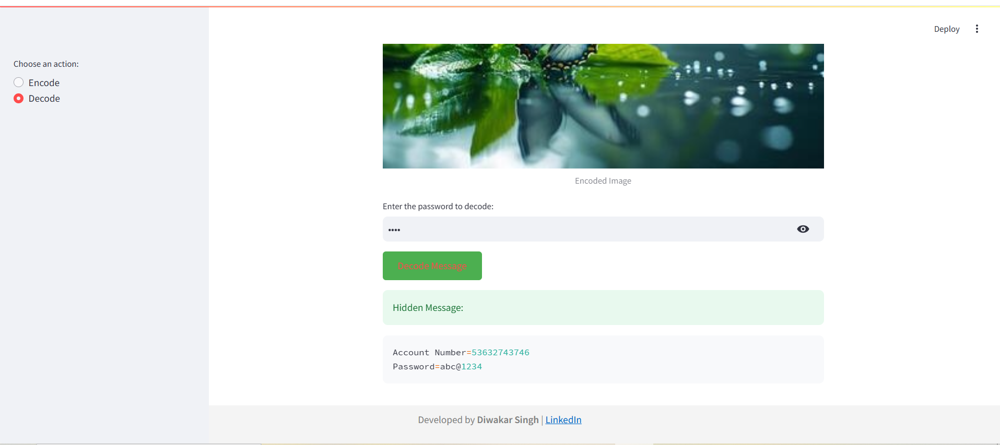 Deploy
Choose an action:
Encode
Decode
Encoded Image
Enter the password to decode:
••••
Decode Message
Hidden Message:
Account Number=53632743746
Password=abc@1234
Developed by Diwakar Singh | LinkedIn